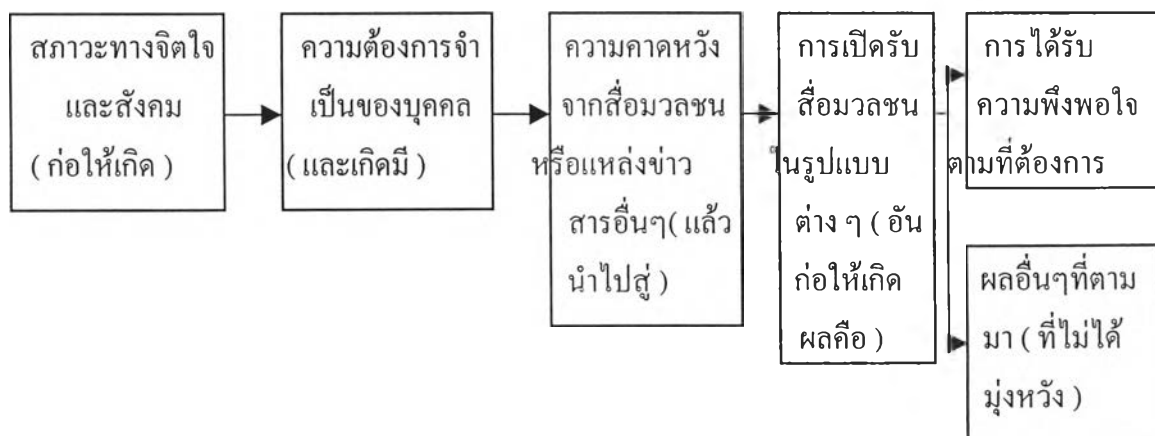 สภาวะทางจิตใจ
และสังคม
( ก่อให้เกิด )
ความต้องการจำ
เป็นของบุคคล
( และเกิดมี )
ความคาดหวัง
จากสื่อมวลชน
หรือแหล่งข่าว
สารอื่นๆ( แล้ว
นำไปสู่ )
การเปิดรับ
สื่อมวลชน
ในรูปแบบ
ต่าง ๆ ( อัน
ก่อให้เกิด
ผลคือ )
การได้รับ
ความพึงพอใจ
ตามที่ต้องการ
ผลอื่นๆที่ตาม
มา ( ที่ไม่ได้
มุ่งหวัง )